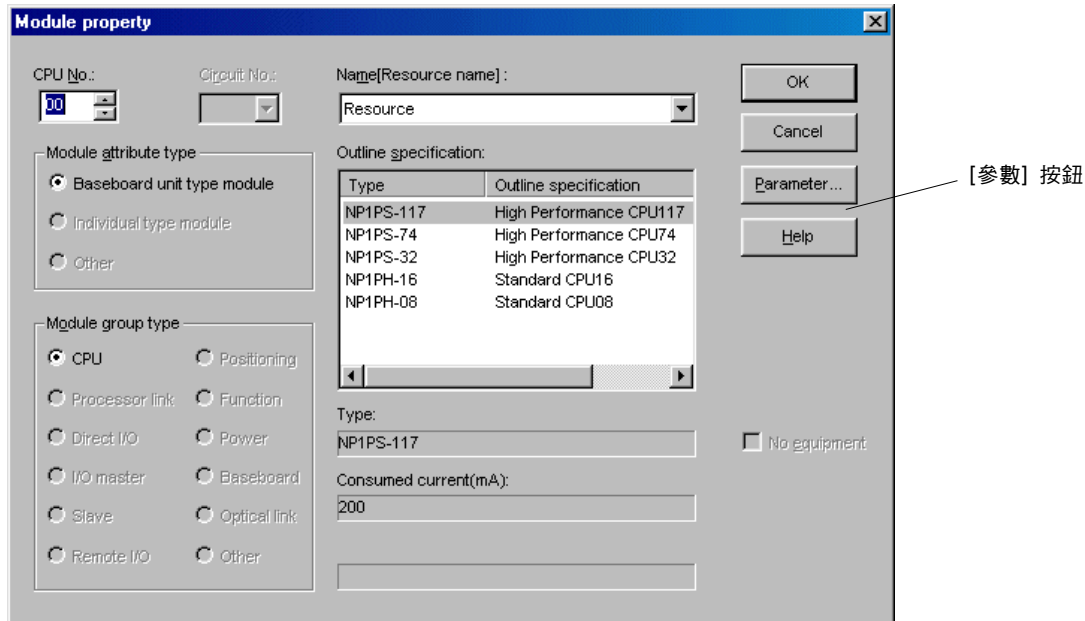 Module property
CPU No.:
Circuit No.:
00
Module attribute type
Baseboard unit type module
Individual type module
Other
Module group type
CPU
Positioning
Processor link
Function
Direct I/O
Power
I/O master
Baseboard
Slave
Optical link
Remote I/O
Other
Name[Resource name] :
Resource
Outline specification:
Type Outline specification
NP1PS-117 High Performance CPU117
NP1PS-74 High Performance CPU74
NP1PS-32 High Performance CPU32
NP1PH-16 Standard CPU16
NP1PH-08 Standard CPU08
Type:
NP1PS-117
Consumed current(mA):
200
OK
Cancel
Parameter...
Help
No equipment
[參數] 按鈕